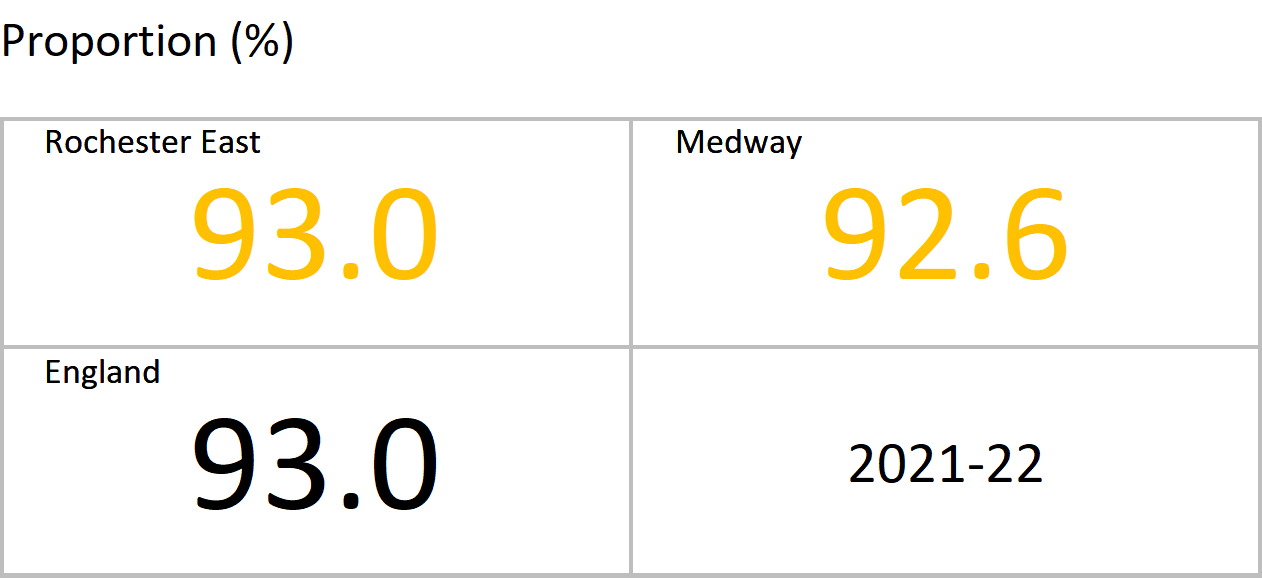 Proportion (%)
Rochester East
93.0
Medway
92.6
England
93.0
2021-22